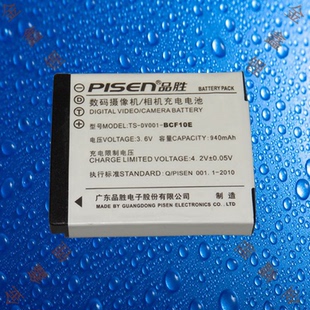 BATTERY PACK
PISEN品胜
数码摄像机/相机充电电池
DIGITAL VIDEO/CAMERA BATTERY
型号MODEL: TS-DV001-BCF10E
电压VOLTAGE: 3.6V 容量CAPACITY: 940mAh
充电限制电压:
CHARGE LIMITED VOLTAGE: 4.2V±0.05V
执行标准STANDARD: Q/PISEN 001.1-2010
广东品胜电子股份有限公司 制造
MADE BY GUANGDONG PISEN ELECTRONICS CO.,LTD.